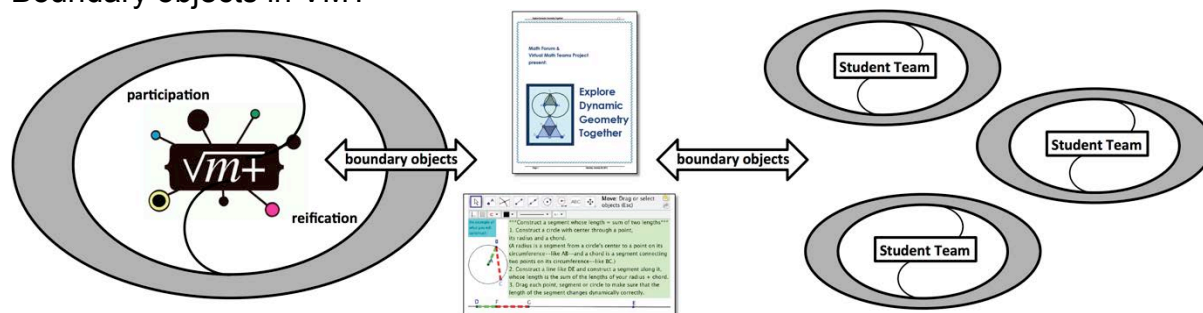 Boundary objects in VMT
participation
√m+
reification
boundary objects
Math Forum &
Virtual Math Teams Project
present:
Explore
Dynamic
Geometry
Together
Move: Drag or select
objects (Esc)
***Construct a segment whose length = sum of two lengths***
1. Construct a circle with center through a point,
its radius and a chord.
(A radius is a segment from a circle's center to a point on its
circumference--like AB--and a chord is a segment connecting
two points on its circumference--like BC.)
2. Construct a line like DE and construct a segment along it,
whose length is the sum of the lengths of your radius + chord.
3. Drag each point, segment or circle to make sure that the
length of the segment changes dynamically correctly.
D F G E
boundary objects
Student Team
Student Team
Student Team